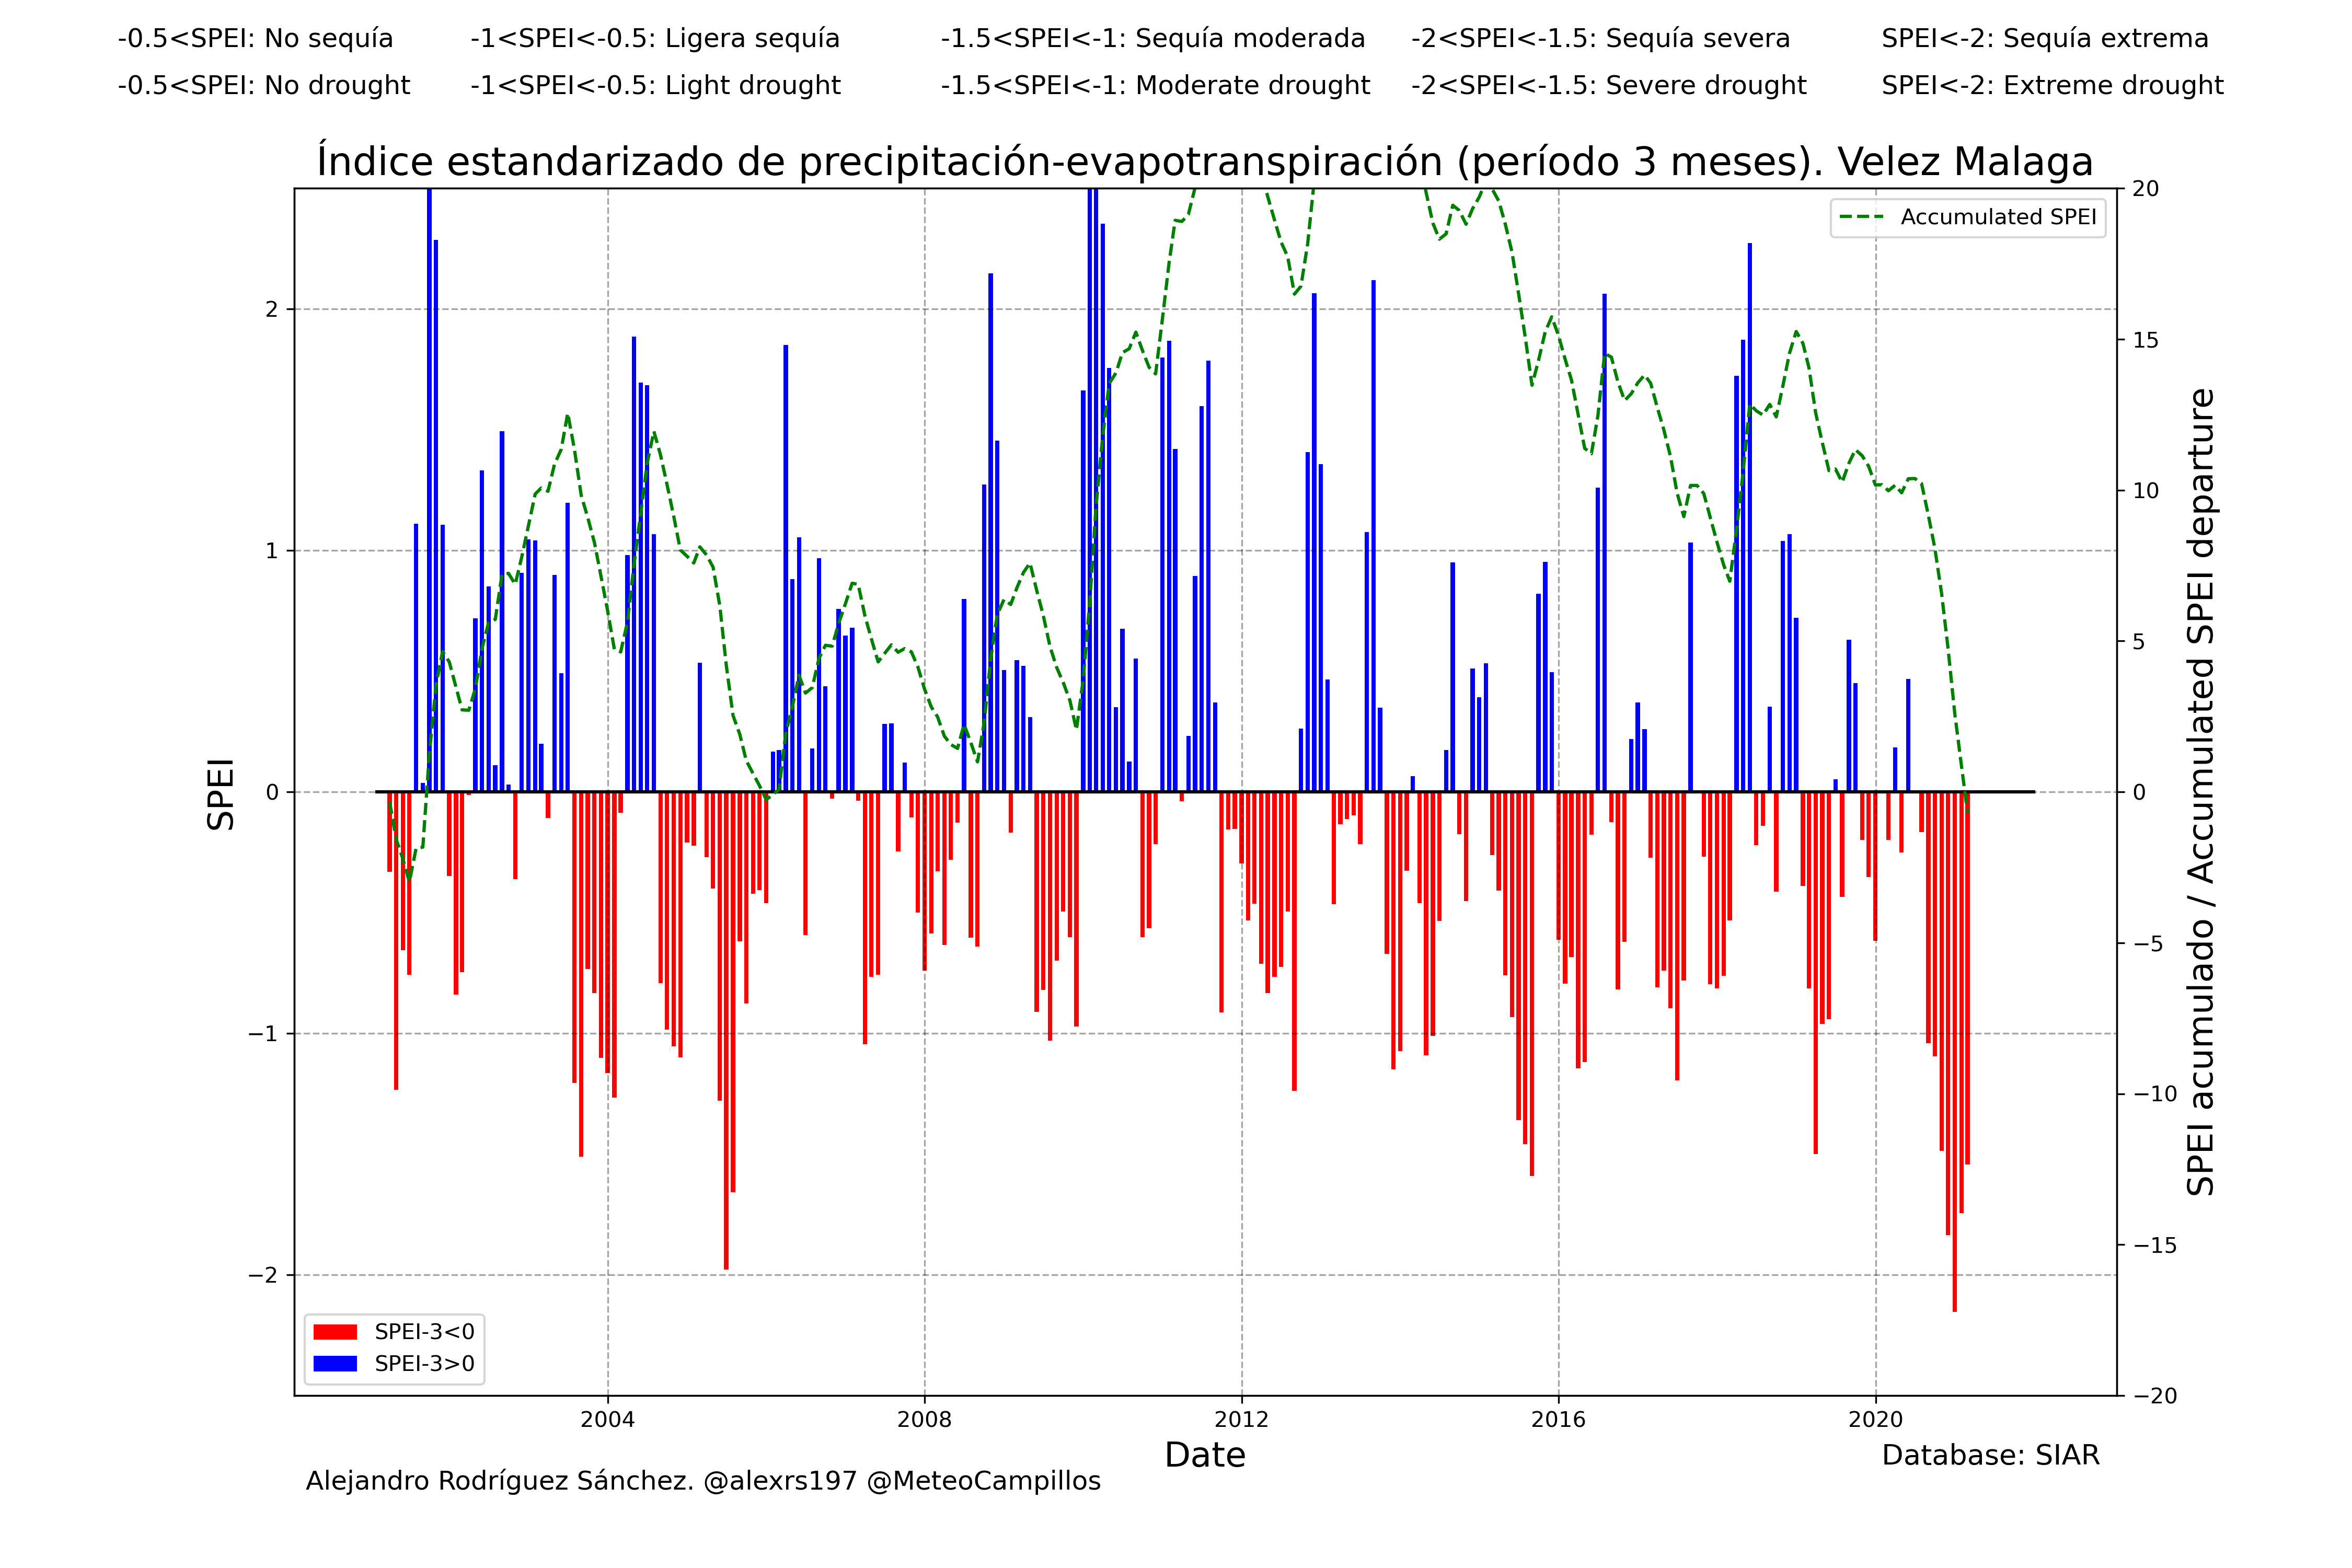 -0.5<SPEI: No sequía -1<SPEI<-0.5: Ligera sequía -1.5<SPEI<-1: Sequía moderada -2<SPEI<-1.5: Sequía severa SPEI<-2: Sequía extrema
-0.5<SPEI: No drought -1<SPEI<-0.5: Light drought -1.5<SPEI<-1: Moderate drought -2<SPEI<-1.5: Severe drought SPEI<-2: Extreme drought
Índice estandarizado de precipitación-evapotranspiración (período 3 meses). Velez Malaga
Accumulated SPEI
SPEI
2
1
0
−1
−2
20
15
10
5
0
−5
−10
−15
−20
SPEI acumulado / Accumulated SPEI departure
SPEI-3<0
SPEI-3>0
2004 2008 2012 2016 2020
Date
Database: SIAR
Alejandro Rodríguez Sánchez. @alexrs197 @MeteoCampillos